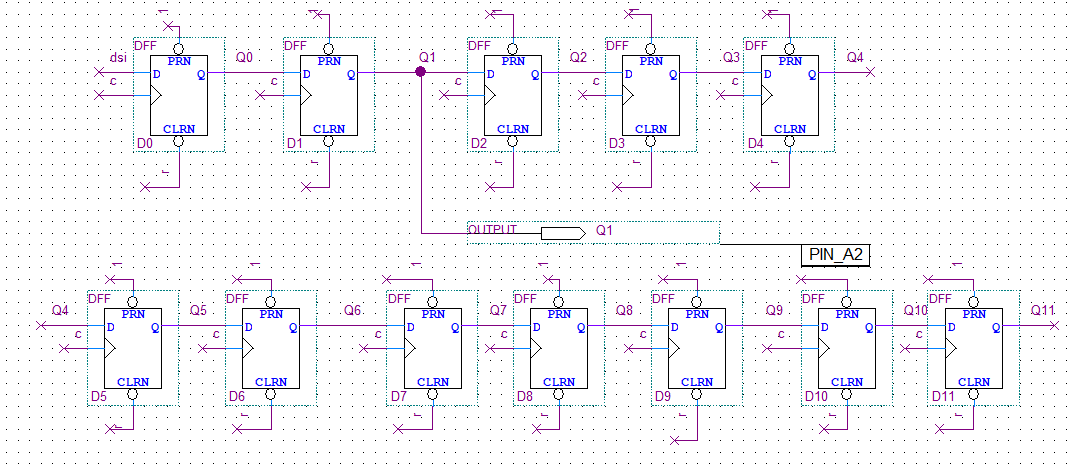 DFF DFF DFF DFF DFF
dsi Q0 Q1 Q2 Q3 Q4
PRN PRN PRN PRN PRN
D Q D Q D Q D Q D Q
c c c c c
CLRN CLRN CLRN CLRN CLRN
D0 D1 D2 D3 D4
r r r r r
OUTPUT Q1
PIN_A2
DFF DFF DFF DFF DFF DFF DFF
Q4 Q5 Q6 Q7 Q8 Q9 Q10 Q11
PRN PRN PRN PRN PRN PRN PRN
D Q D Q D Q D Q D Q D Q D Q
c c c c c c c
CLRN CLRN CLRN CLRN CLRN CLRN CLRN
D5 D6 D7 D8 D9 D10 D11
r r r r r r r